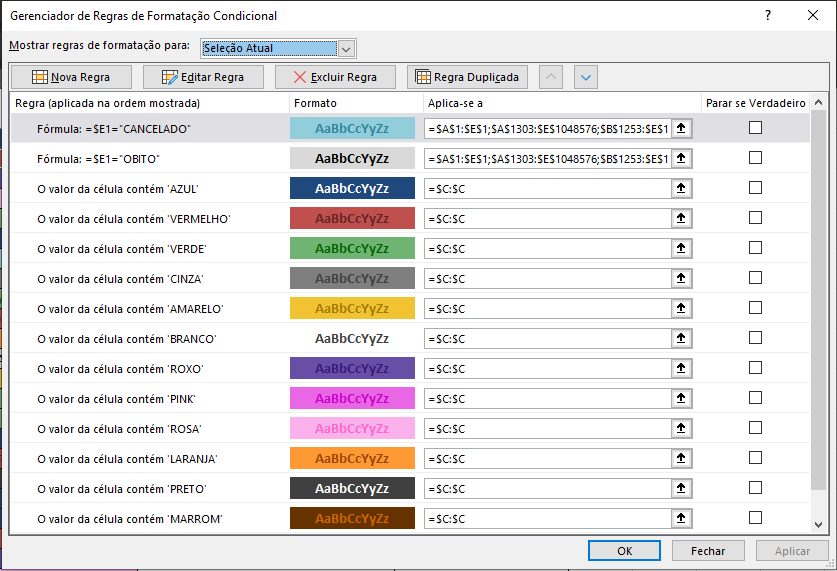 Gerenciador de Regras de Formatação Condicional
Mostrar regras de formatação para: Seleção Atual
Nova Regra Editar Regra Excluir Regra Regra Duplicada
Regra (aplicada na ordem mostrada) Formato Aplica-se a Parar se Verdadeiro
Fórmula: =$E1="CANCELADO" AaBbCcYyZz =$A$1:$E$1;$A$1303:$E$1048576;$B$1253:$E$1
Fórmula: =$E1="OBITO" AaBbCcYyZz =$A$1:$E$1;$A$1303:$E$1048576;$B$1253:$E$1
O valor da célula contém 'AZUL' AaBbCcYyZz =$C:$C
O valor da célula contém 'VERMELHO' AaBbCcYyZz =$C:$C
O valor da célula contém 'VERDE' AaBbCcYyZz =$C:$C
O valor da célula contém 'CINZA' AaBbCcYyZz =$C:$C
O valor da célula contém 'AMARELO' AaBbCcYyZz =$C:$C
O valor da célula contém 'BRANCO' AaBbCcYyZz =$C:$C
O valor da célula contém 'ROXO' AaBbCcYyZz =$C:$C
O valor da célula contém 'PINK' AaBbCcYyZz =$C:$C
O valor da célula contém 'ROSA' AaBbCcYyZz =$C:$C
O valor da célula contém 'LARANJA' AaBbCcYyZz =$C:$C
O valor da célula contém 'PRETO' AaBbCcYyZz =$C:$C
O valor da célula contém 'MARROM' AaBbCcYyZz =$C:$C
OK Fechar Aplicar